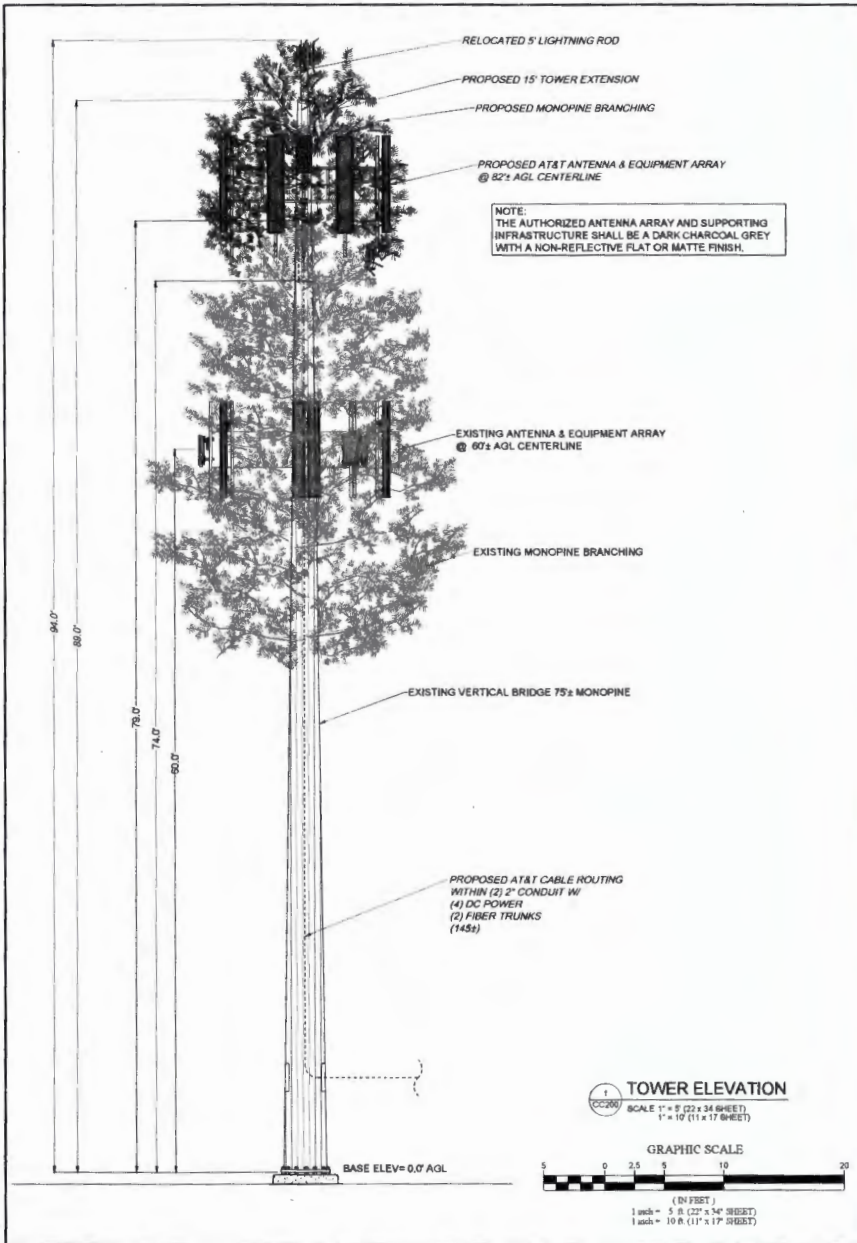 RELOCATED 5' LIGHTNING ROD
PROPOSED 15' TOWER EXTENSION
PROPOSED MONOPINE BRANCHING
PROPOSED AT&T ANTENNA & EQUIPMENT ARRAY
@ 82'± AGL CENTERLINE
NOTE:
THE AUTHORIZED ANTENNA ARRAY AND SUPPORTING
INFRASTRUCTURE SHALL BE A DARK CHARCOAL GREY
WITH A NON-REFLECTIVE FLAT OR MATTE FINISH.
EXISTING ANTENNA & EQUIPMENT ARRAY
@ 60'± AGL CENTERLINE
EXISTING MONOPINE BRANCHING
94.0'
89.0'
79.0'
74.0'
60.0'
EXISTING VERTICAL BRIDGE 75'± MONOPINE
PROPOSED AT&T CABLE ROUTING
WITHIN (2) 2" CONDUIT W/
(4) DC POWER
(2) FIBER TRUNKS
(145±)
BASE ELEV= 0.0' AGL
1
CC200
TOWER ELEVATION
SCALE 1" = 5' (22 x 34 SHEET)
1" = 10' (11 x 17 SHEET)
GRAPHIC SCALE
5 0 2.5 5 10 20
( IN FEET )
1 inch = 5 ft. (22" x 34" SHEET)
1 inch = 10 ft. (11" x 17" SHEET)